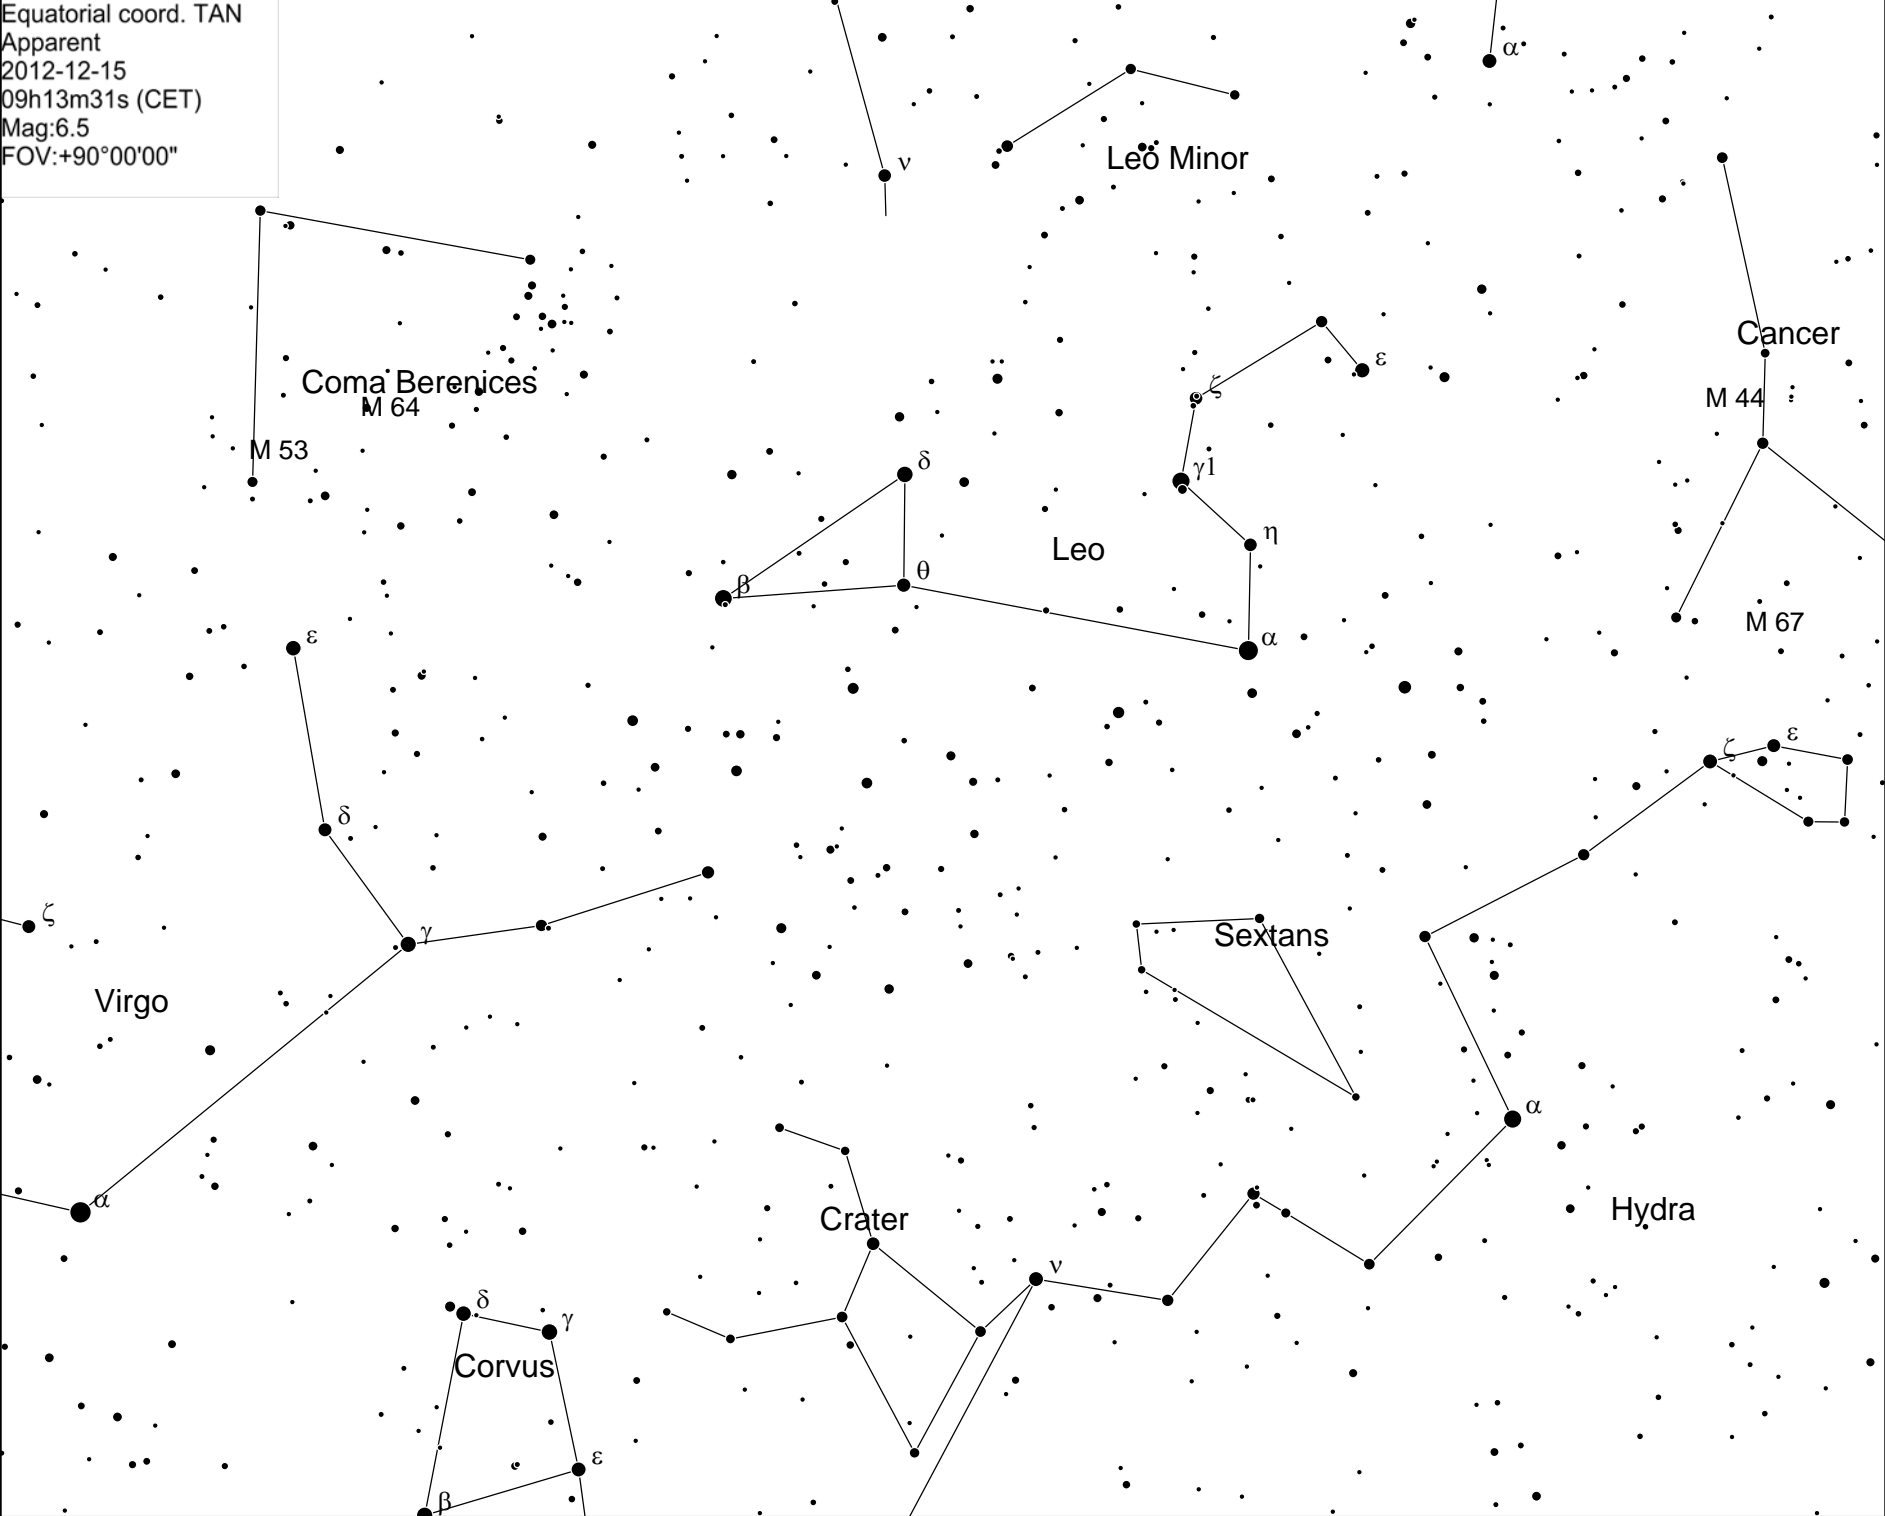 Equatorial coord. TAN
Apparent
2012-12-15
09h13m31s (CET)
Mag:6.5
FOV:+90°00'00"
α
ν
Leo Minor
Cancer
ε
ζ
Coma Berenices
M 64
M 44
M 53
δ
γ1
η
Leo
β
θ
α
M 67
ε
ζ
ε
δ
ζ
γ
Sextans
Virgo
α
α
Crater
Hydra
ν
δ
γ
Corvus
ε
β